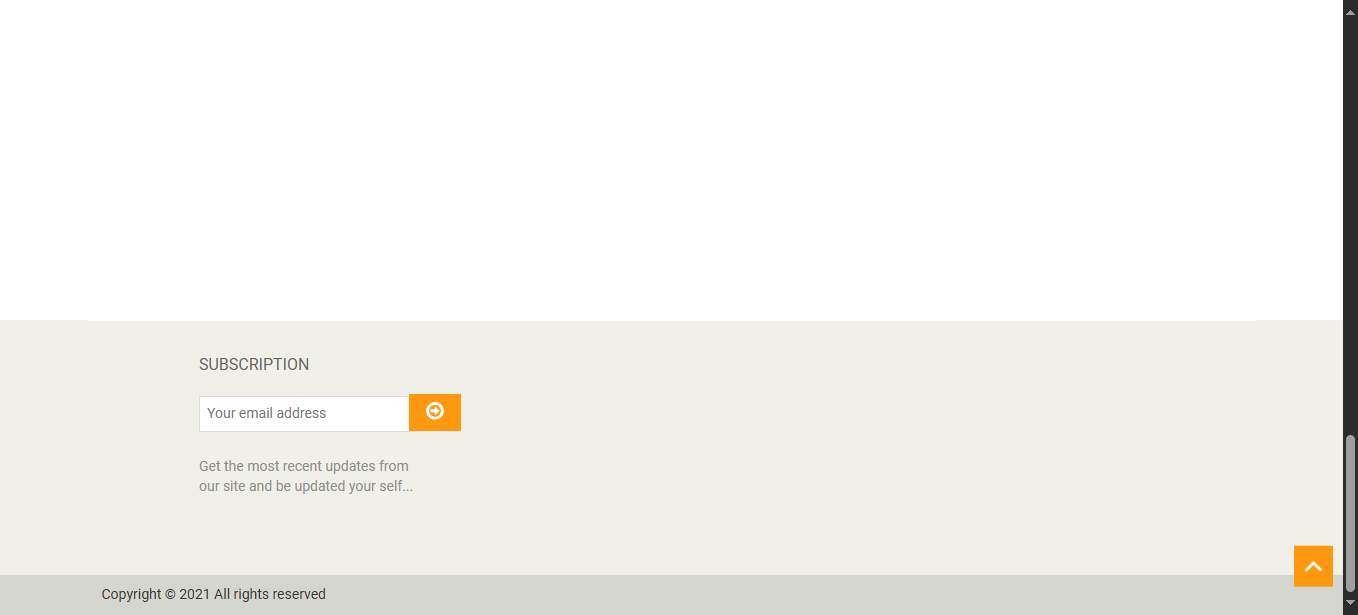 SUBSCRIPTION
Your email address
Get the most recent updates from
our site and be updated your self...
Copyright © 2021 All rights reserved